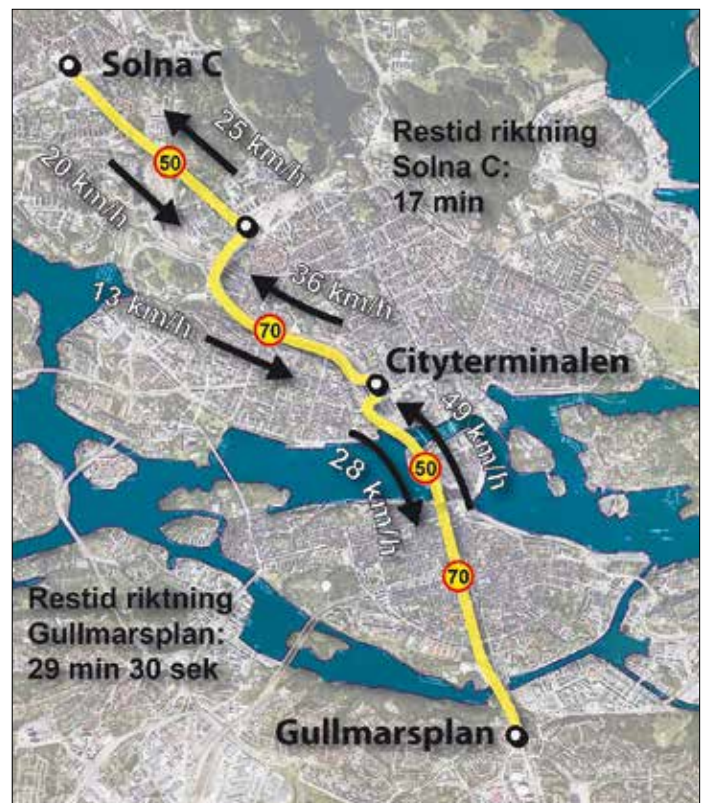 Solna C
25 km/h
50
20 km/h
Restid riktning
Solna C:
17 min
36 km/h
13 km/h
70
Cityterminalen
49 km/h
50
28 km/h
70
Restid riktning
Gullmarsplan:
29 min 30 sek
Gullmarsplan